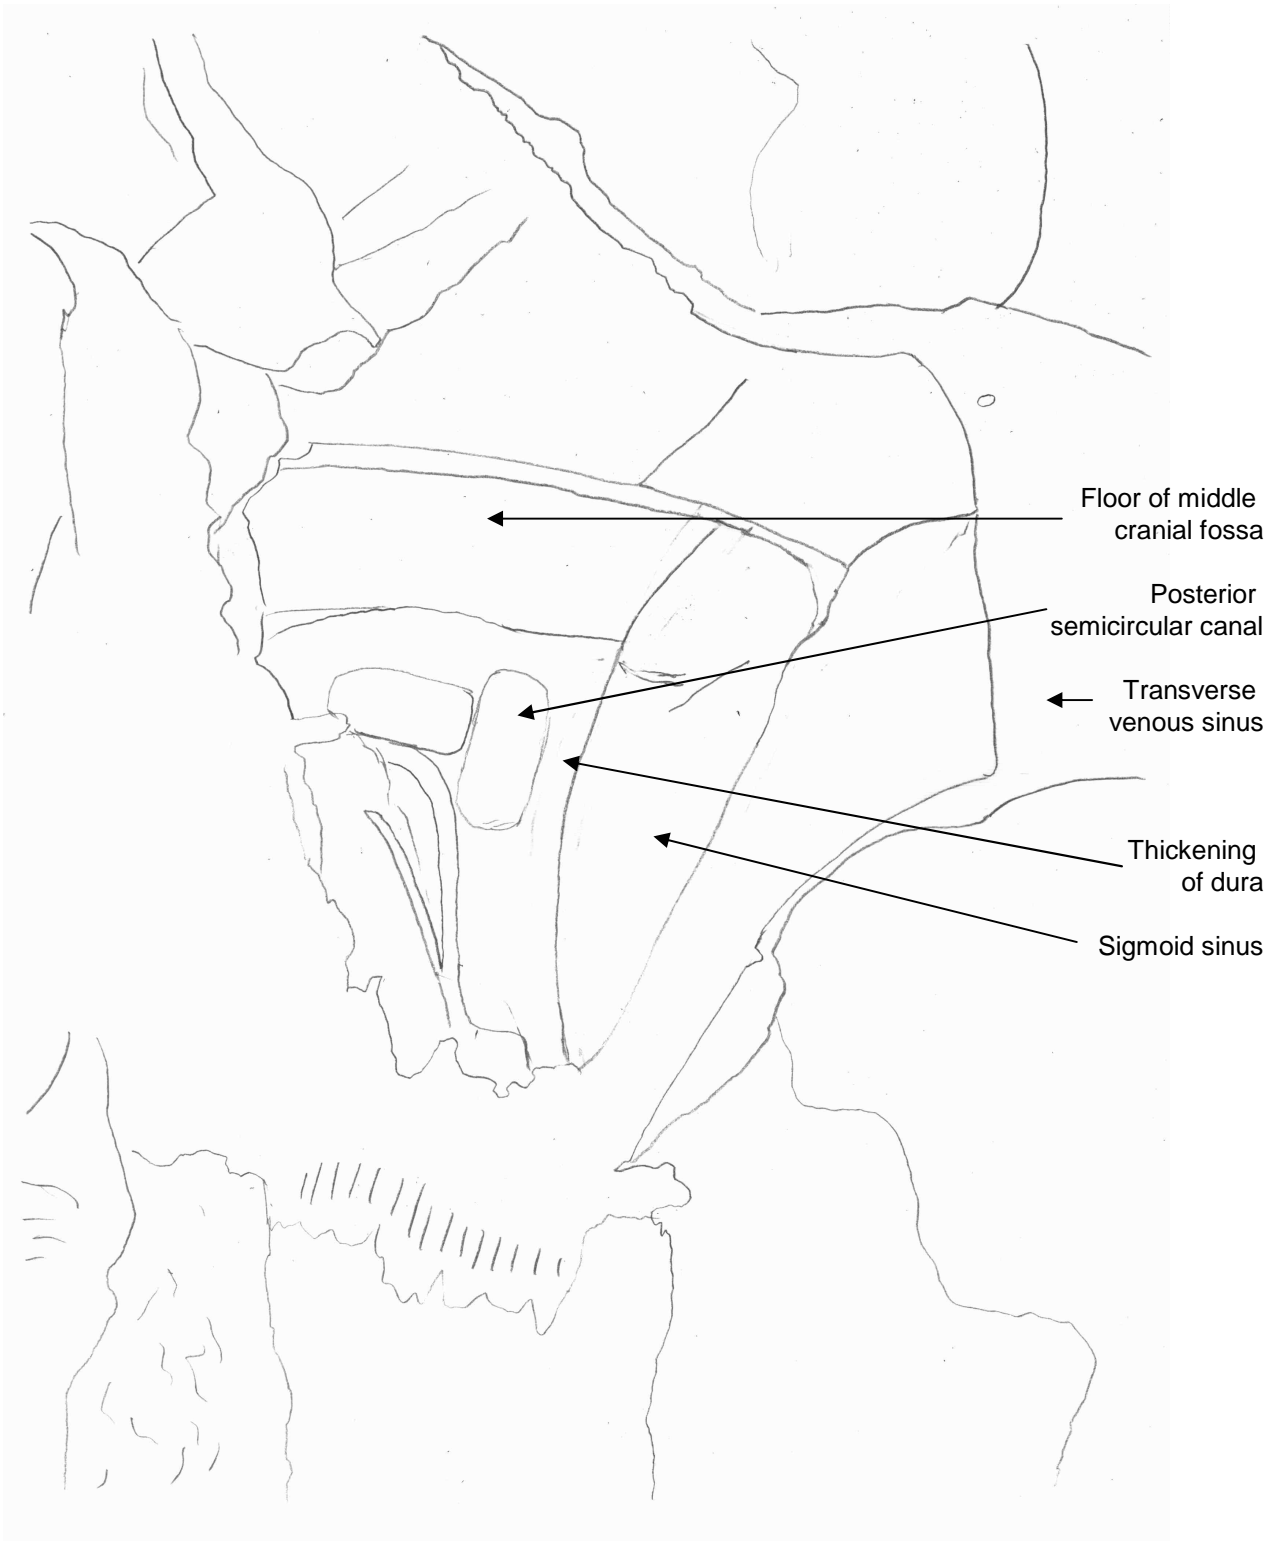 Floor of middle
cranial fossa
Posterior
semicircular canal
Transverse
venous sinus
Thickening
of dura
Sigmoid sinus